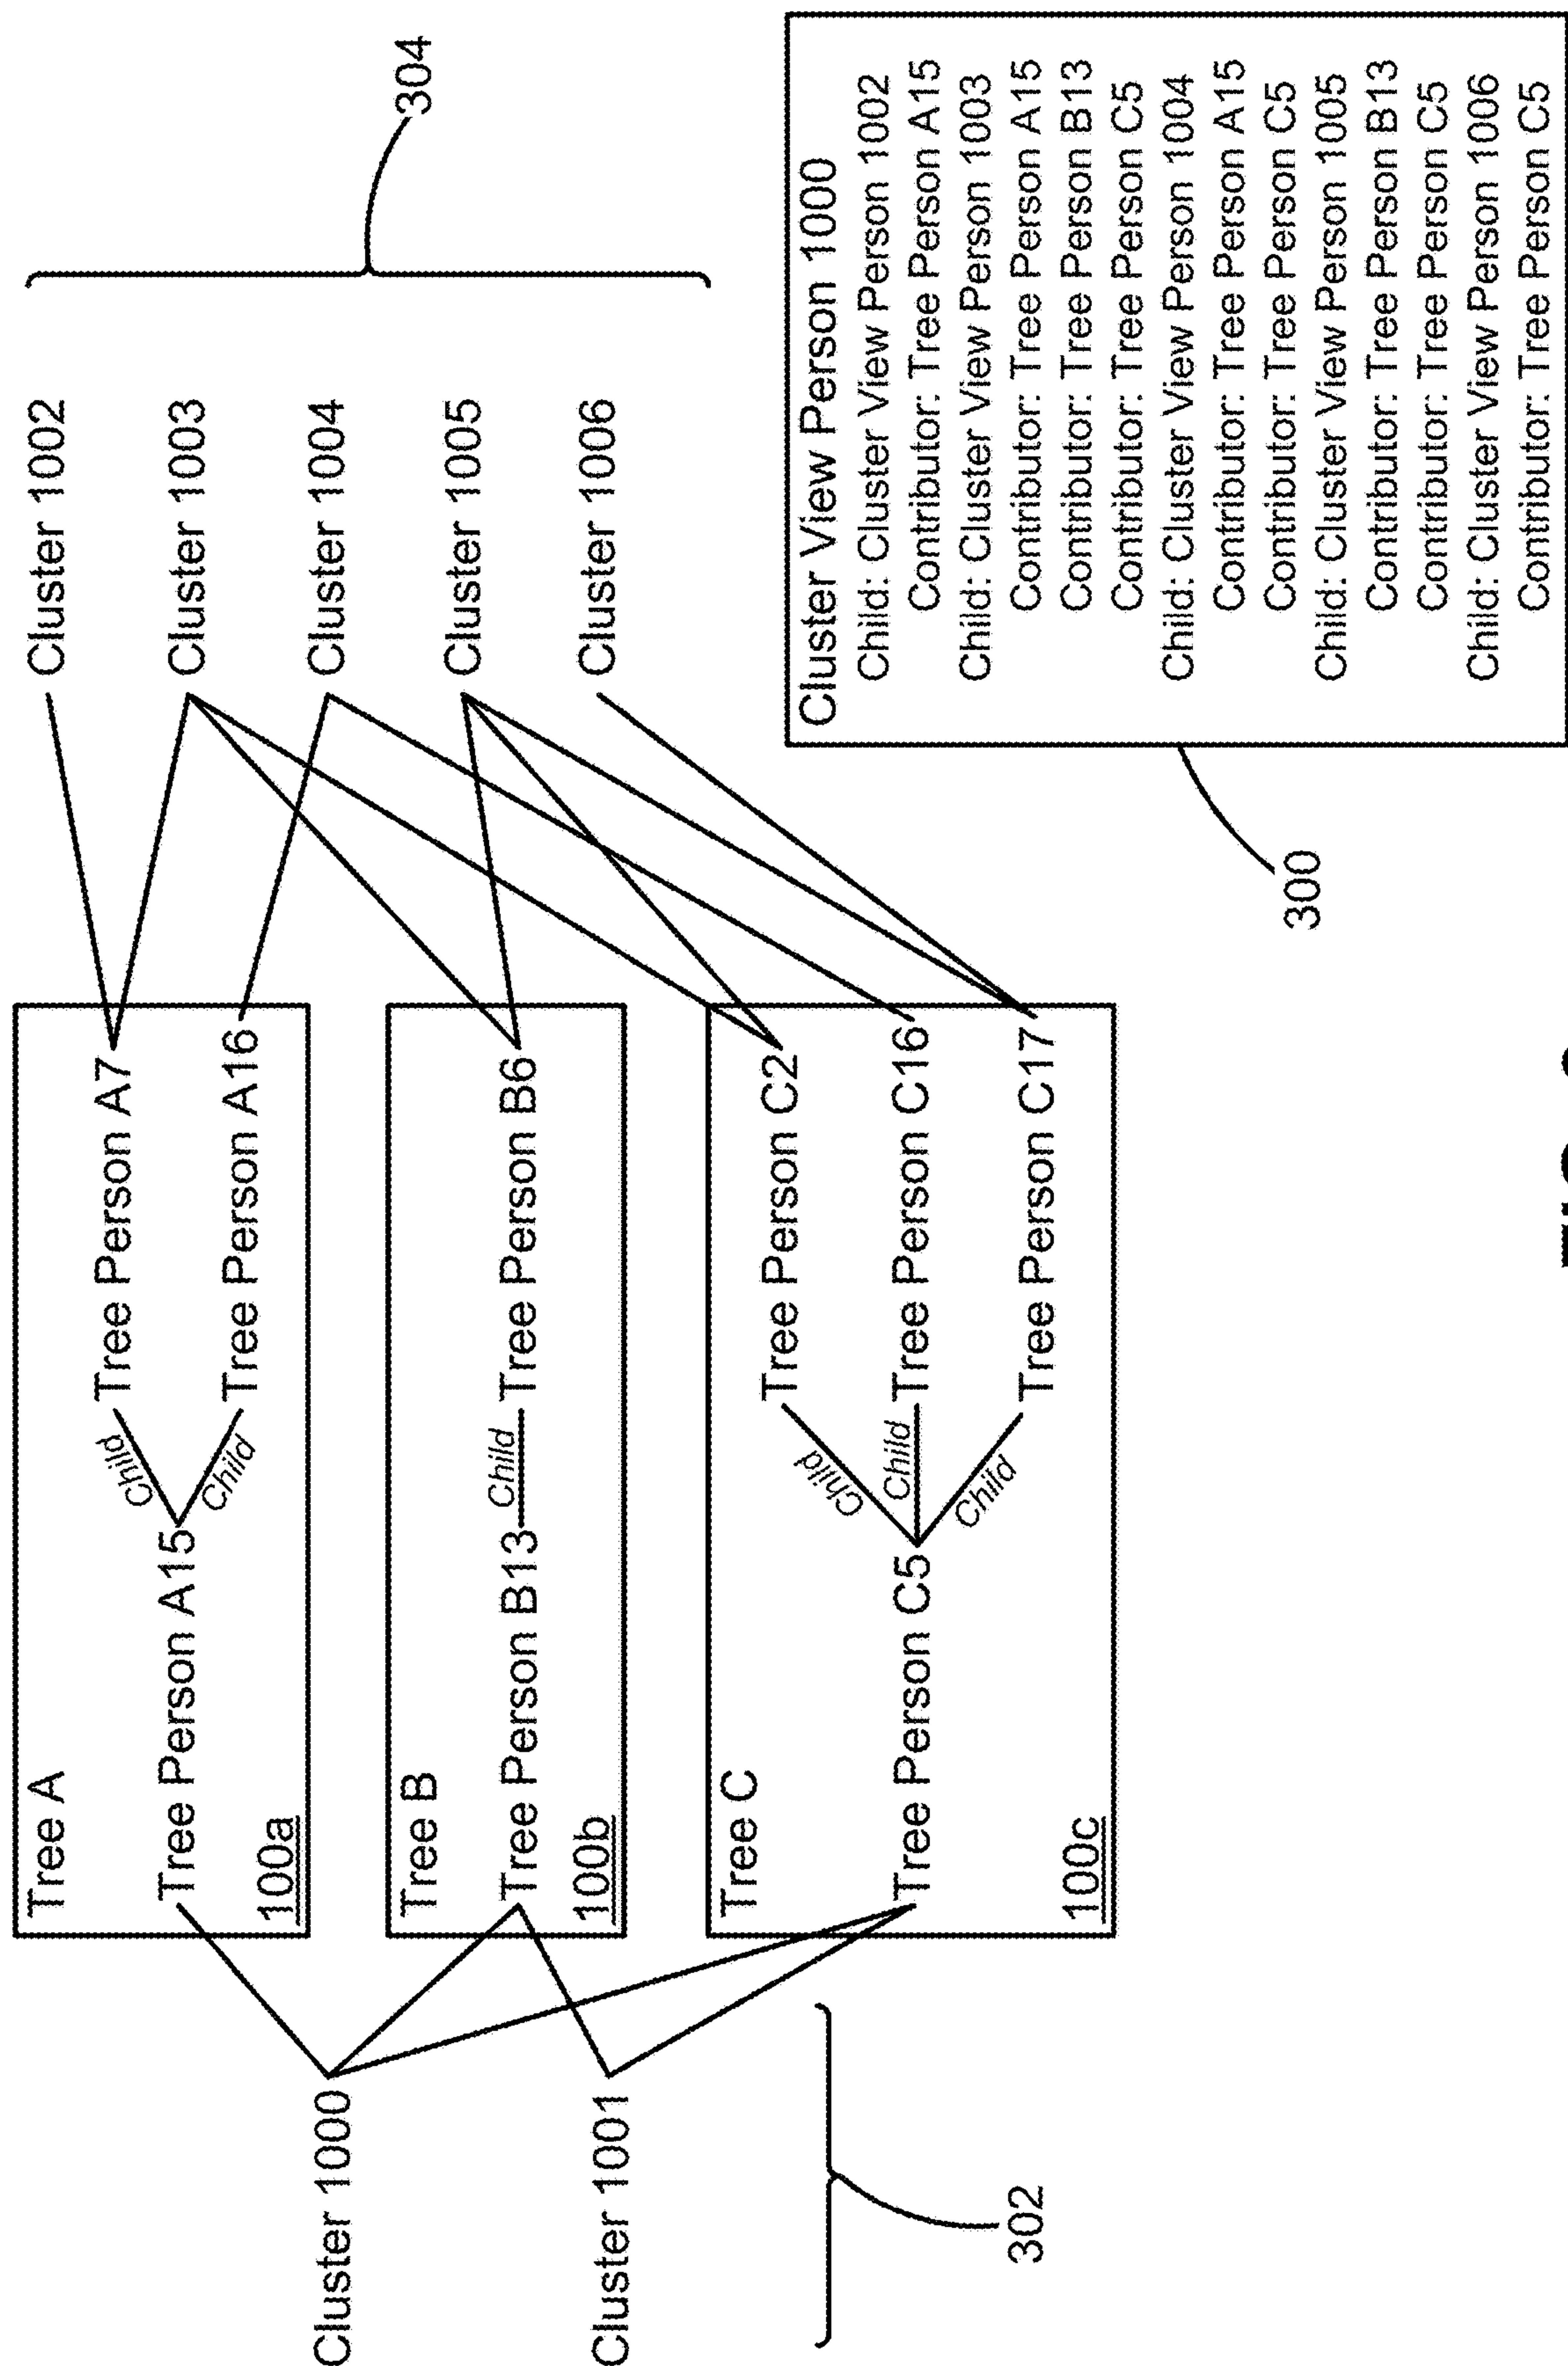 Cluster 1000
Cluster 1001
302
Tree A
Tree Person A15
Child
Child
Tree Person A7
Tree Person A16
100a
Tree B
Tree Person B13
Child
Tree Person B6
100b
Tree C
Tree Person C5
Child
Child
Child
Tree Person C2
Tree Person C16
Tree Person C17
100c
Cluster 1002
Cluster 1003
Cluster 1004
Cluster 1005
Cluster 1006
304
300
Cluster View Person 1000
Child: Cluster View Person 1002
Contributor: Tree Person A15
Child: Cluster View Person 1003
Contributor: Tree Person A15
Contributor: Tree Person B13
Contributor: Tree Person C5
Child: Cluster View Person 1004
Contributor: Tree Person A15
Contributor: Tree Person C5
Child: Cluster View Person 1005
Contributor: Tree Person B13
Contributor: Tree Person C5
Child: Cluster View Person 1006
Contributor: Tree Person C5